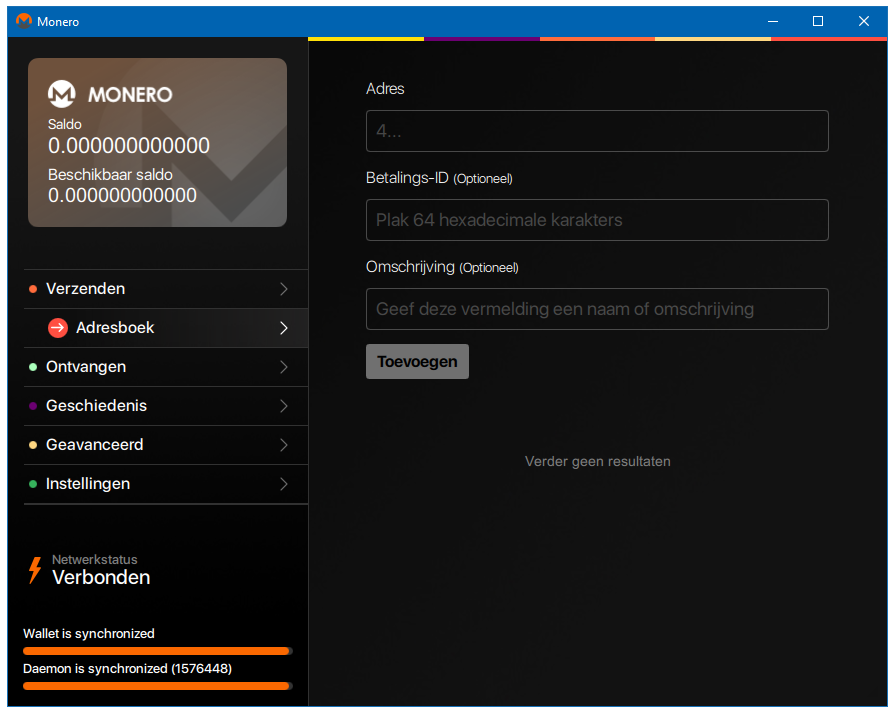 Monero
MONERO
Saldo
0.000000000000
Beschikbaar saldo
0.000000000000
Verzenden
Adresboek
Ontvangen
Geschiedenis
Geavanceerd
Instellingen
Netwerkstatus
Verbonden
Wallet is synchronized
Daemon is synchronized (1576448)
Adres
4...
Betalings-ID (Optioneel)
Plak 64 hexadecimale karakters
Omschrijving (Optioneel)
Geef deze vermelding een naam of omschrijving
Toevoegen
Verder geen resultaten